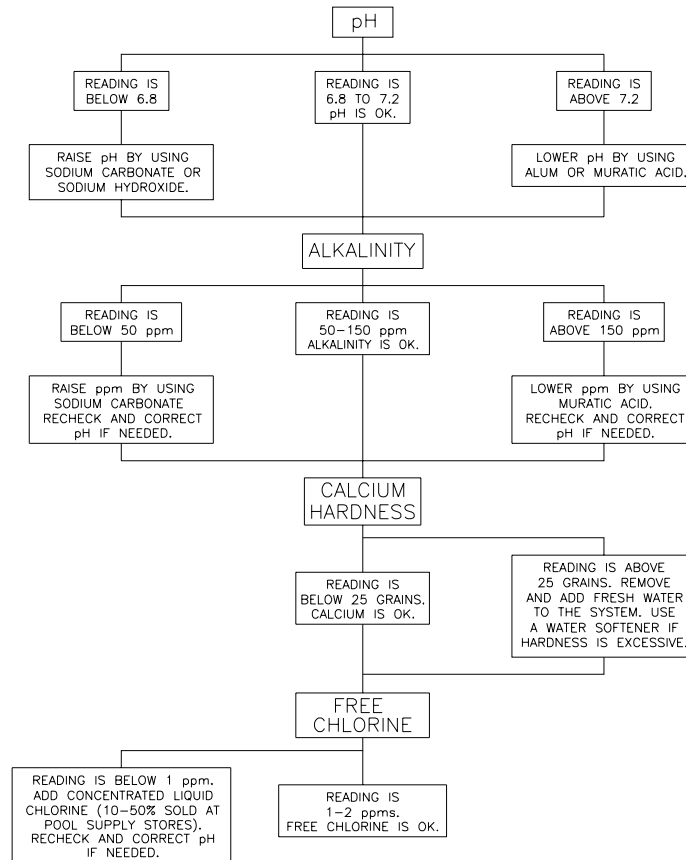 pH
READING IS
BELOW 6.8
READING IS
6.8 TO 7.2
pH IS OK.
READING IS
ABOVE 7.2
RAISE pH BY USING
SODIUM CARBONATE OR
SODIUM HYDROXIDE.
LOWER pH BY USING
ALUM OR MURATIC ACID.
ALKALINITY
READING IS
BELOW 50 ppm
READING IS
50-150 ppm
ALKALINITY IS OK.
READING IS
ABOVE 150 ppm
RAISE ppm BY USING
SODIUM CARBONATE
RECHECK AND CORRECT
pH IF NEEDED.
LOWER ppm BY USING
MURATIC ACID.
RECHECK AND CORRECT
pH IF NEEDED.
CALCIUM
HARDNESS
READING IS
BELOW 25 GRAINS.
CALCIUM IS OK.
READING IS ABOVE
25 GRAINS. REMOVE
AND ADD FRESH WATER
TO THE SYSTEM. USE
A WATER SOFTENER IF
HARDNESS IS EXCESSIVE.
FREE
CHLORINE
READING IS BELOW 1 ppm.
ADD CONCENTRATED LIQUID
CHLORINE (10-50% SOLD AT
POOL SUPPLY STORES).
RECHECK AND CORRECT pH
IF NEEDED.
READING IS
1-2 ppms.
FREE CHLORINE IS OK.